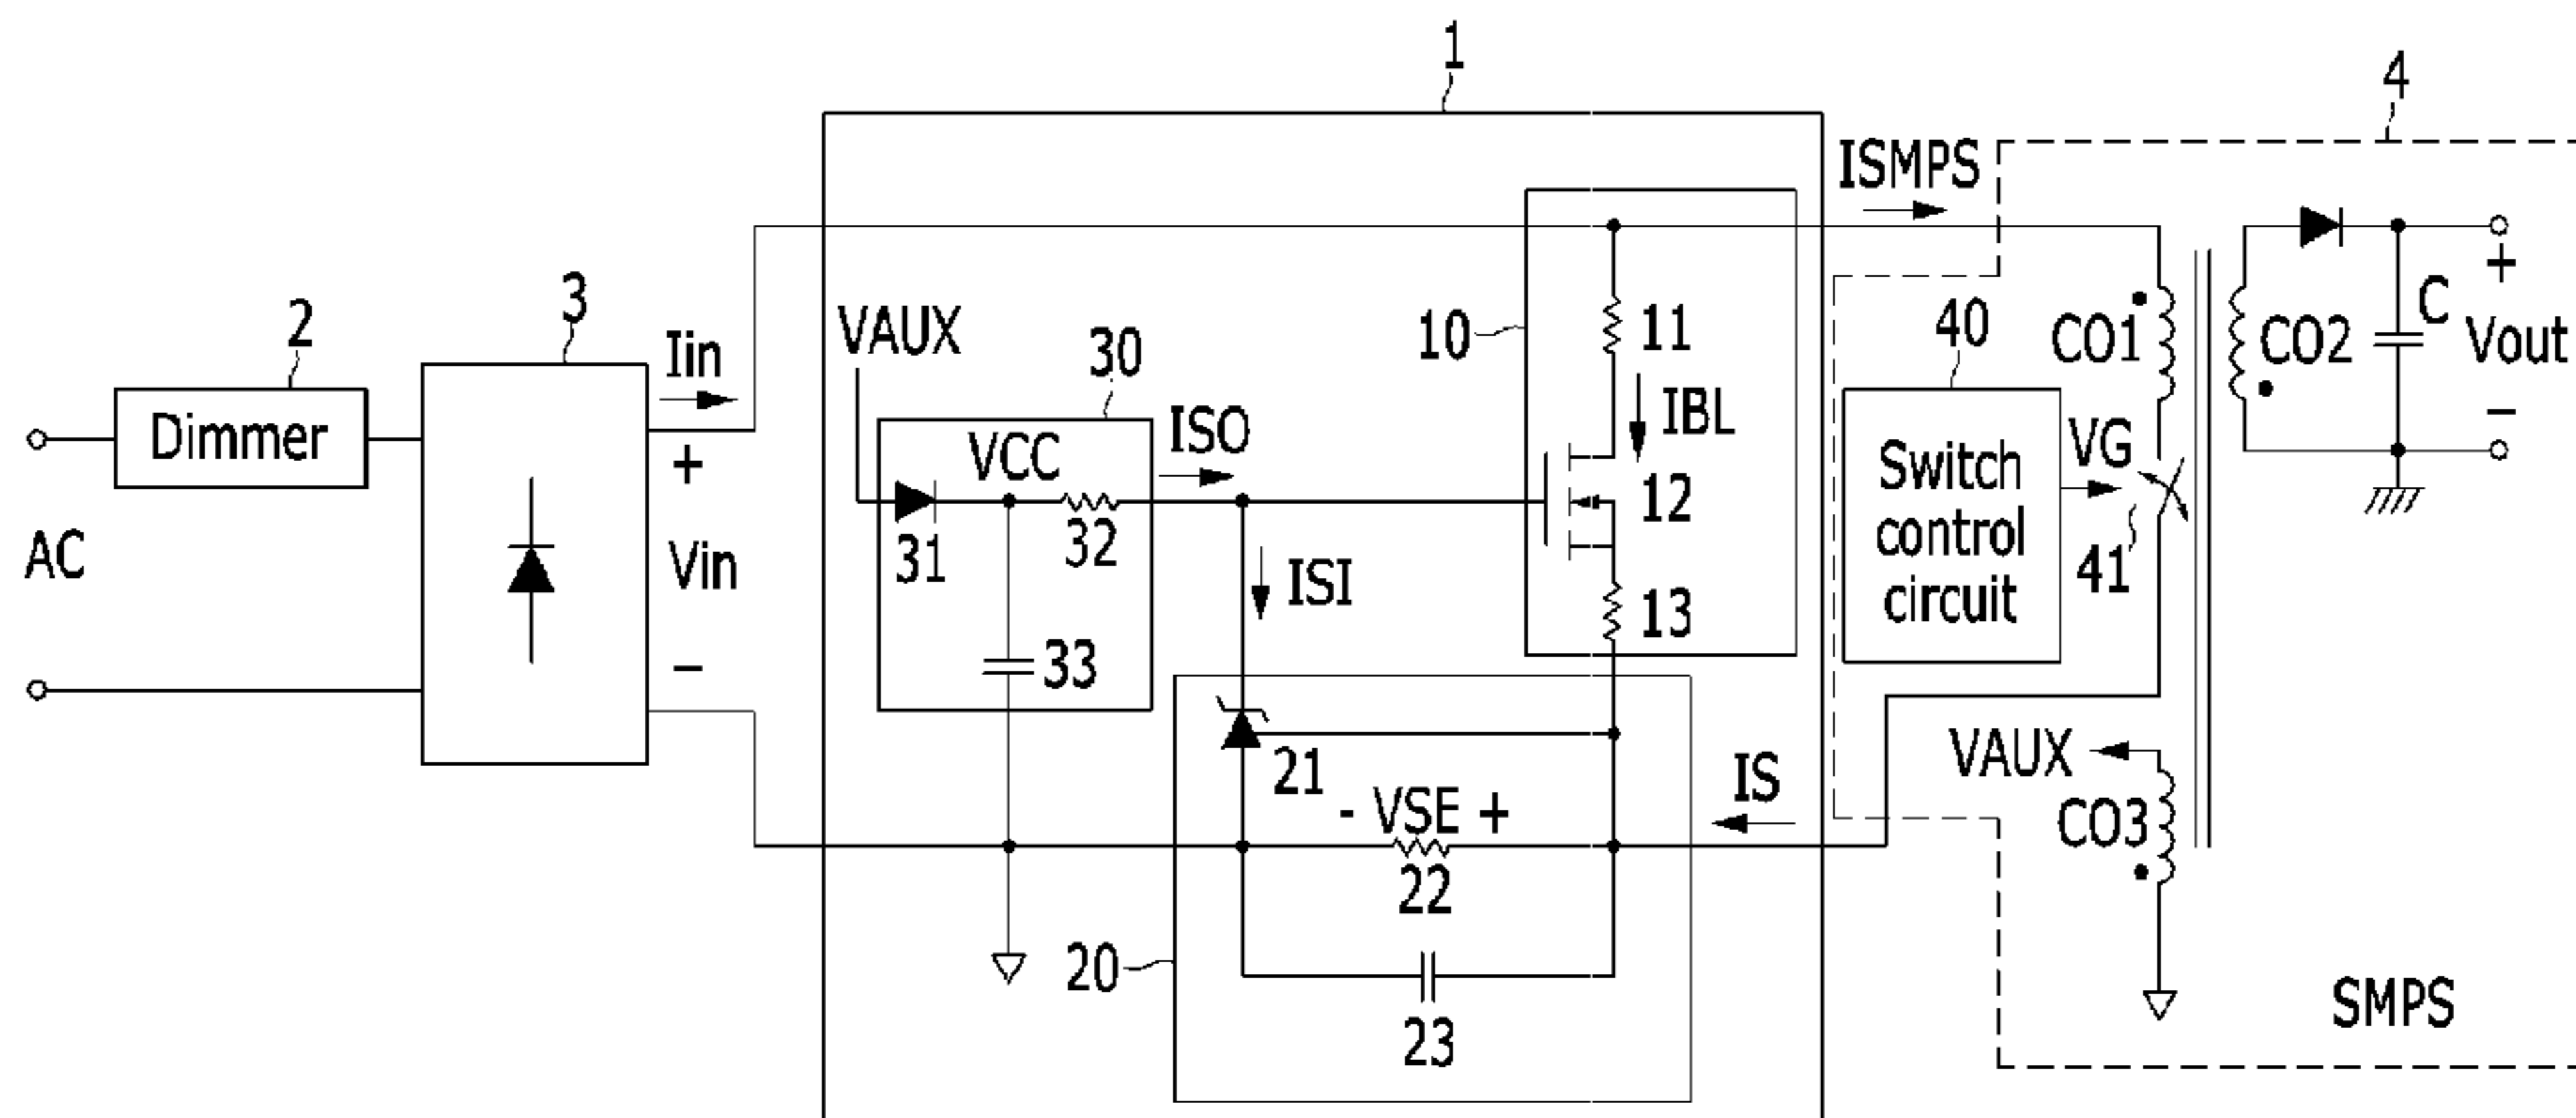 1
4
ISMPS
2
3
Iin
VAUX
30
10
11
40
CO1
CO2
C
+
Vout
−
Dimmer
+
VCC
ISO
IBL
Switch
control
circuit
VG
12
31
32
AC
Vin
ISI
41
13
−
33
21
- VSE +
IS
VAUX
CO3
22
20
23
SMPS